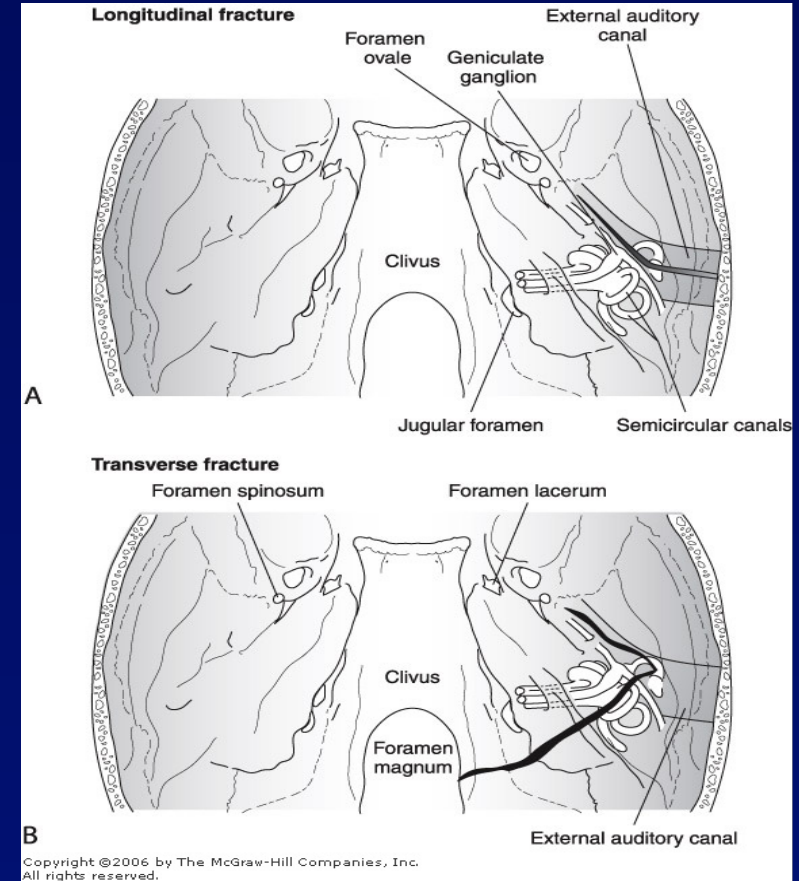 Longitudinal fracture
External auditory
canal
Foramen
ovale
Geniculate
ganglion
Clivus
A
Jugular foramen
Semicircular canals
Transverse fracture
Foramen spinosum
Foramen lacerum
Clivus
Foramen
magnum
B
External auditory canal
Copyright ©2006 by The McGraw-Hill Companies, Inc.
All rights reserved.